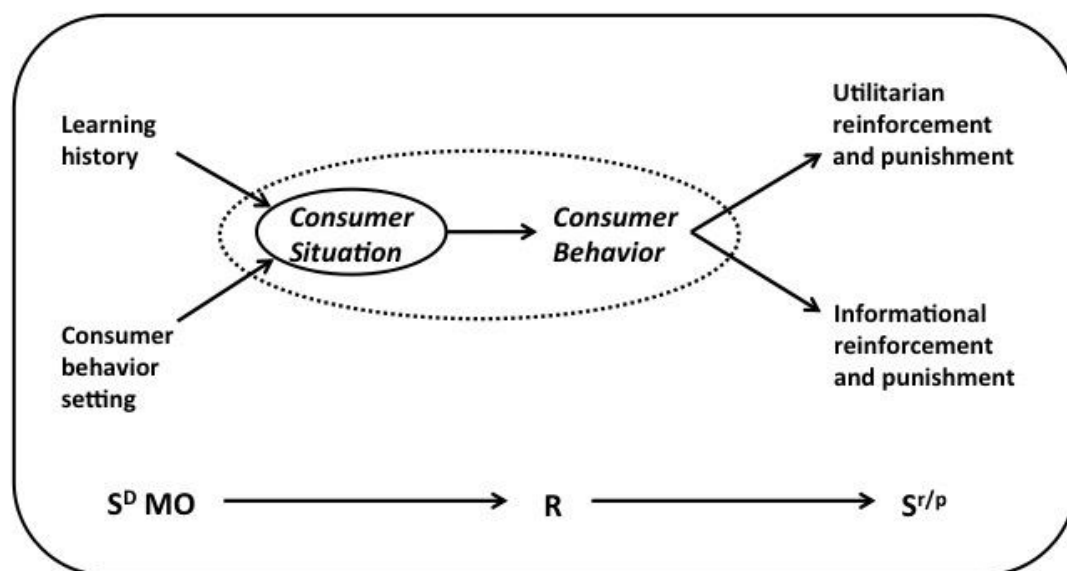 Learning
history
Consumer
behavior
setting
Consumer
Situation
Consumer
Behavior
Utilitarian
reinforcement
and punishment
Informational
reinforcement
and punishment
S^D MO
R
S^r/p